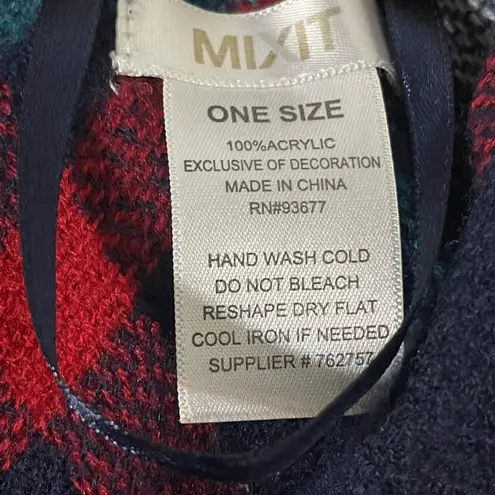 MIXIT
ONE SIZE
100%ACRYLIC
EXCLUSIVE OF DECORATION
MADE IN CHINA
RN#93677
HAND WASH COLD
DO NOT BLEACH
RESHAPE DRY FLAT
COOL IRON IF NEEDED
SUPPLIER # 762757